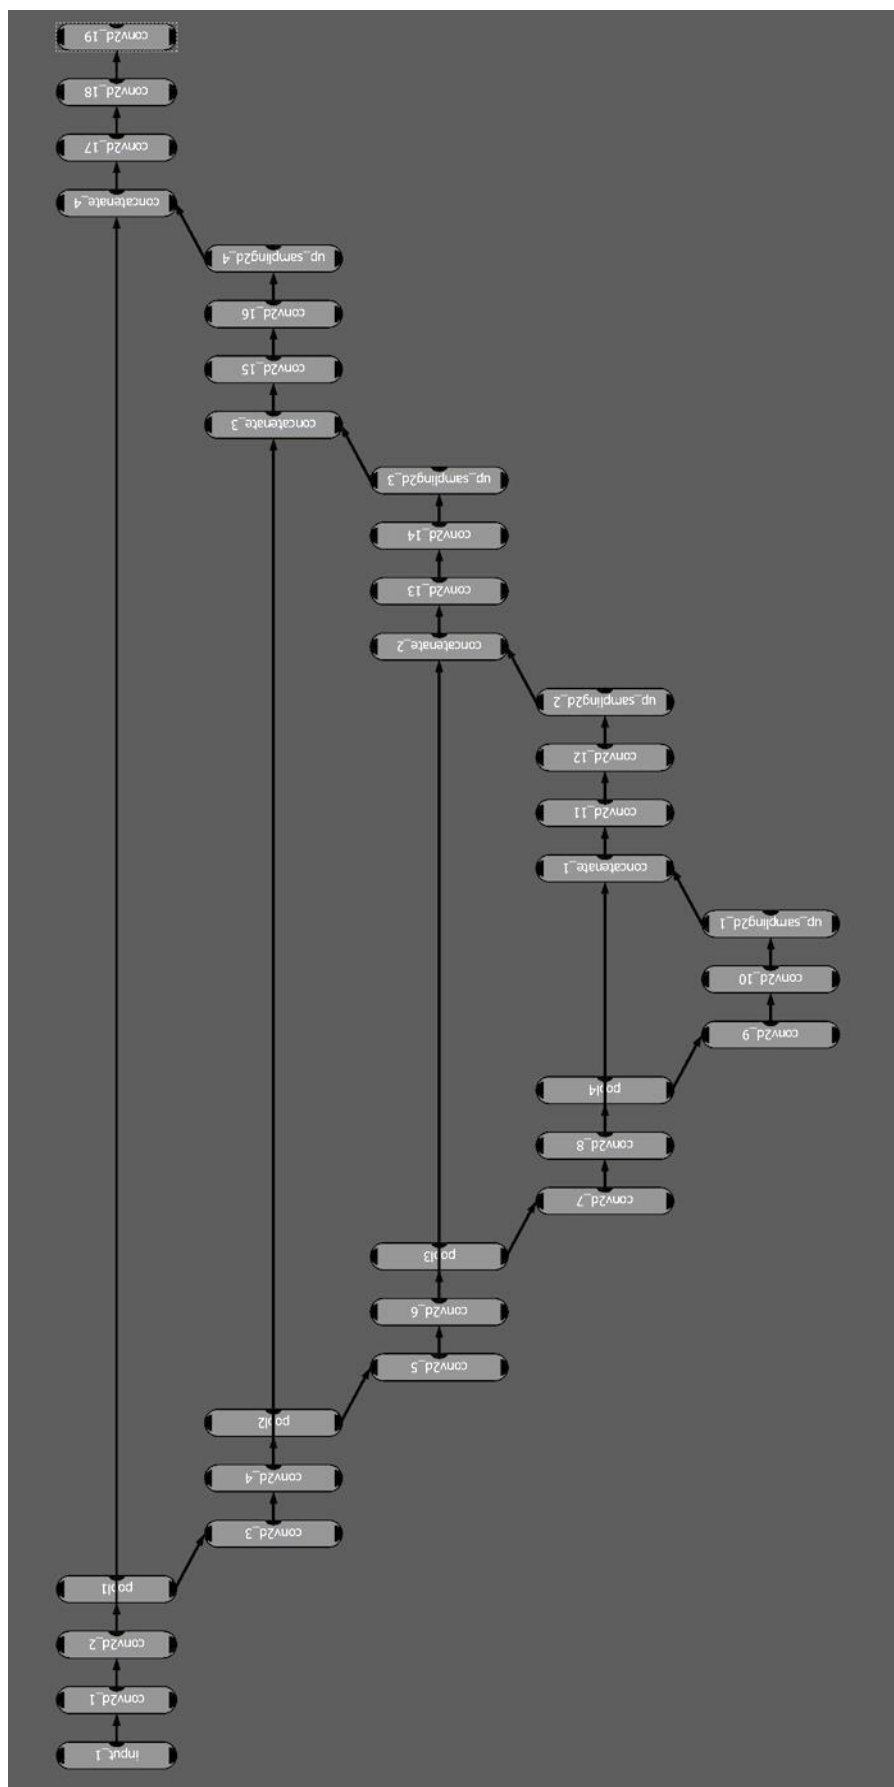 input_1
conv2d_1
conv2d_2
pool1
conv2d_3
conv2d_4
pool2
conv2d_5
conv2d_6
pool3
conv2d_7
conv2d_8
pool4
conv2d_9
conv2d_10
up_sampling2d_1
concatenate_1
conv2d_11
conv2d_12
up_sampling2d_2
concatenate_2
conv2d_13
conv2d_14
up_sampling2d_3
concatenate_3
conv2d_15
conv2d_16
up_sampling2d_4
concatenate_4
conv2d_17
conv2d_18
conv2d_19